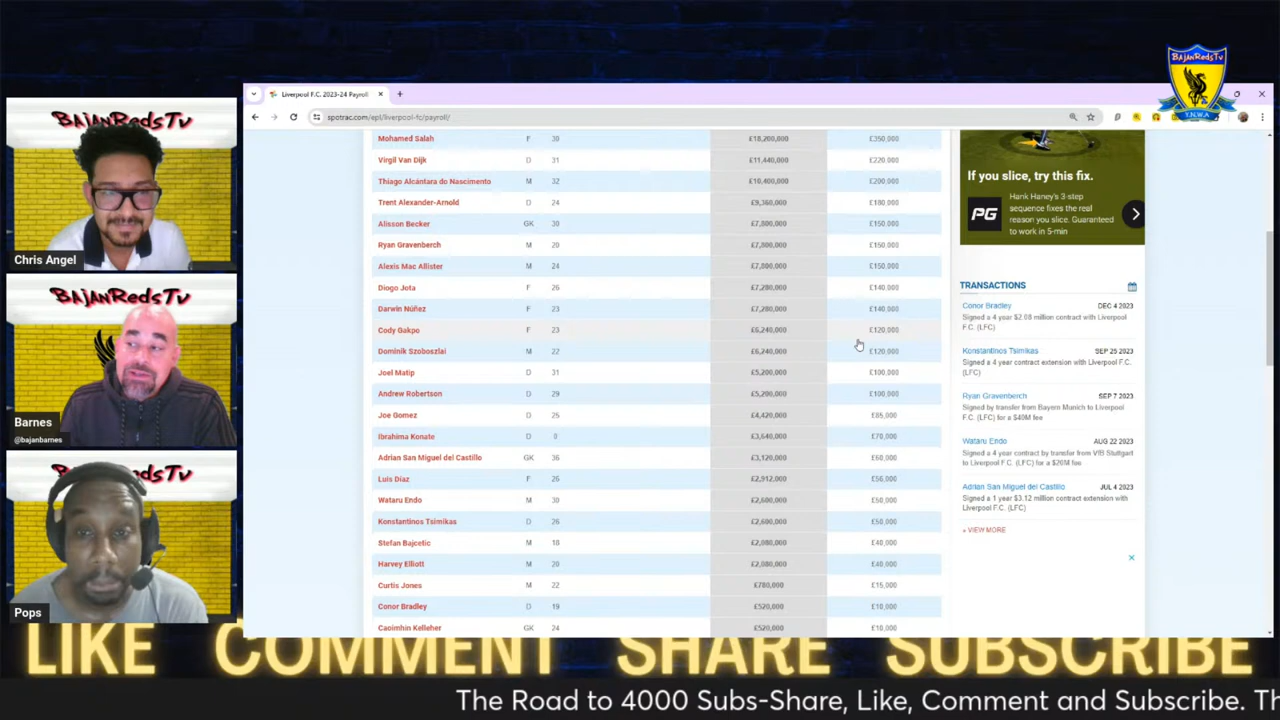 BAJANREDSTV
Y.N.W.A
BAJANREDSTV
Chris Angel
BAJANREDSTV
Barnes
@bajanbarnes
Pops
Liverpool F.C. 2023-24 Payroll
spotrac.com/epl/liverpool-fc/payroll/
Mohamed Salah F 30 £18,200,000 £350,000
Virgil Van Dijk D 31 £11,440,000 £220,000
Thiago Alcántara do Nascimento M 32 £10,400,000 £200,000
Trent Alexander-Arnold D 24 £9,360,000 £180,000
Alisson Becker GK 30 £7,800,000 £150,000
Ryan Gravenberch M 20 £7,800,000 £150,000
Alexis Mac Allister M 24 £7,800,000 £150,000
Diogo Jota F 26 £7,280,000 £140,000
Darwin Núñez F 23 £7,280,000 £140,000
Cody Gakpo F 23 £6,240,000 £120,000
Dominik Szoboszlai M 22 £6,240,000 £120,000
Joel Matip D 31 £5,200,000 £100,000
Andrew Robertson D 29 £5,200,000 £100,000
Joe Gomez D 25 £4,420,000 £85,000
Ibrahima Konate D 0 £3,640,000 £70,000
Adrian San Miguel del Castillo GK 36 £3,120,000 £60,000
Luis Diaz F 26 £2,912,000 £56,000
Wataru Endo M 30 £2,600,000 £50,000
Konstantinos Tsimikas D 26 £2,600,000 £50,000
Stefan Bajcetic M 18 £2,080,000 £40,000
Harvey Elliott M 20 £2,080,000 £40,000
Curtis Jones M 22 £780,000 £15,000
Conor Bradley D 19 £520,000 £10,000
Caoimhin Kelleher GK 24 £520,000 £10,000
If you slice, try this fix.
PG
Hank Haney's 3-step
sequence fixes the real
reason you slice. Guaranteed
to work in 5-min
TRANSACTIONS
Conor Bradley DEC 4 2023
Signed a 4 year $2.08 million contract with Liverpool
F.C. (LFC)
Konstantinos Tsimikas SEP 25 2023
Signed a 4 year contract extension with Liverpool F.C.
(LFC)
Ryan Gravenberch SEP 7 2023
Signed by transfer from Bayern Munich to Liverpool
F.C. (LFC) for a $40M fee
Wataru Endo AUG 22 2023
Signed a 4 year contract by transfer from VfB Stuttgart
to Liverpool F.C. (LFC) for a $20M fee
Adrian San Miguel del Castillo JUL 4 2023
Signed a 1 year $3.12 million contract extension with
Liverpool F.C. (LFC)
+ VIEW MORE
LIKE COMMENT SHARE SUBSCRIBE
The Road to 4000 Subs-Share, Like, Comment and Subscribe. Th